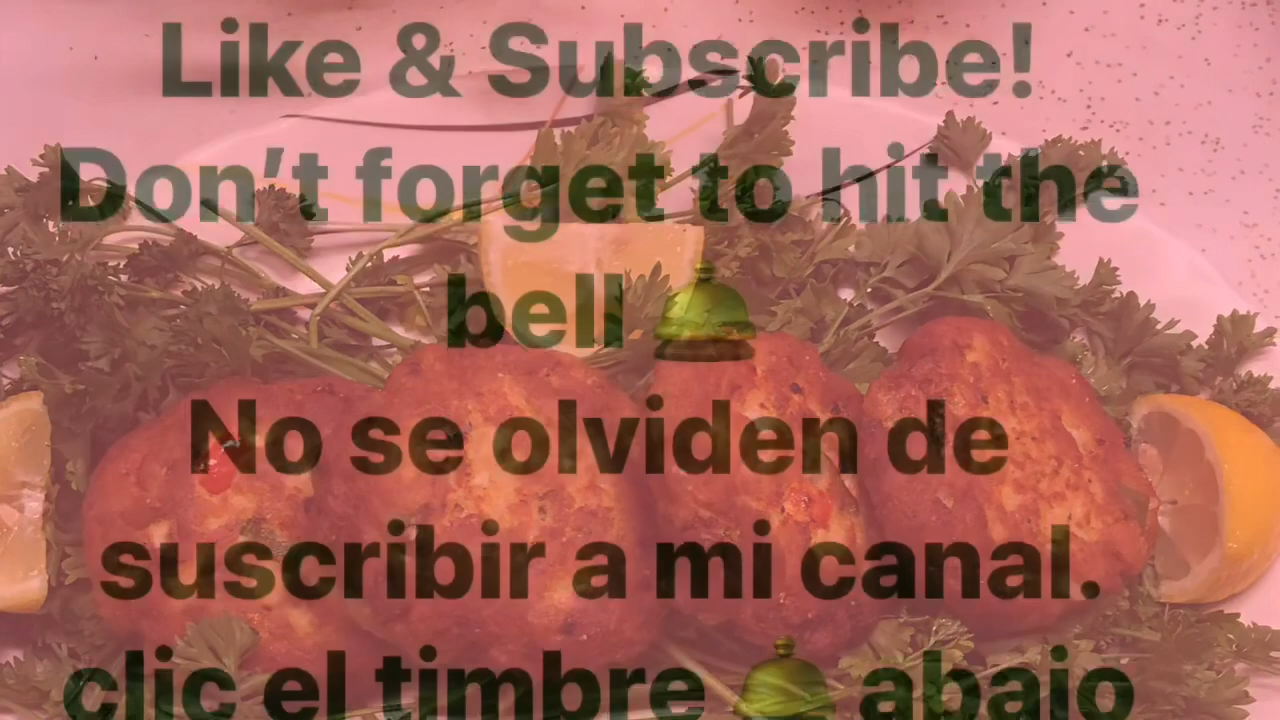 Like & Subscribe!
Don’t forget to hit the
bell 🛎️
No se olviden de
suscribir a mi canal.
clic el timbre 🛎️ abajo